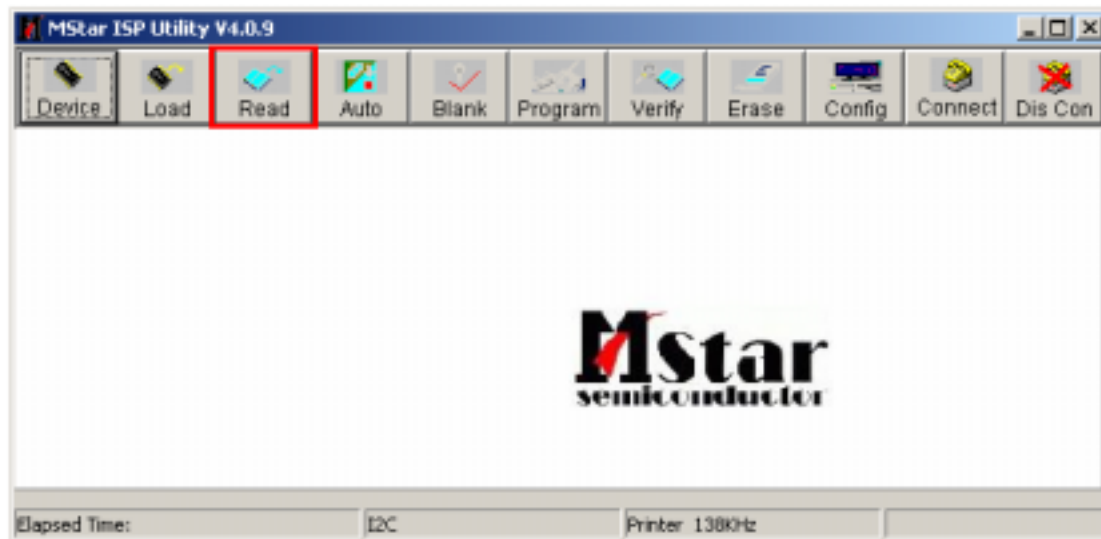 MStar ISP Utility V4.0.9
Device Load Read Auto Blank Program Verify Erase Config Connect Dis Con
MStar
semiconductor
Elapsed Time: I2C Printer 138KHz